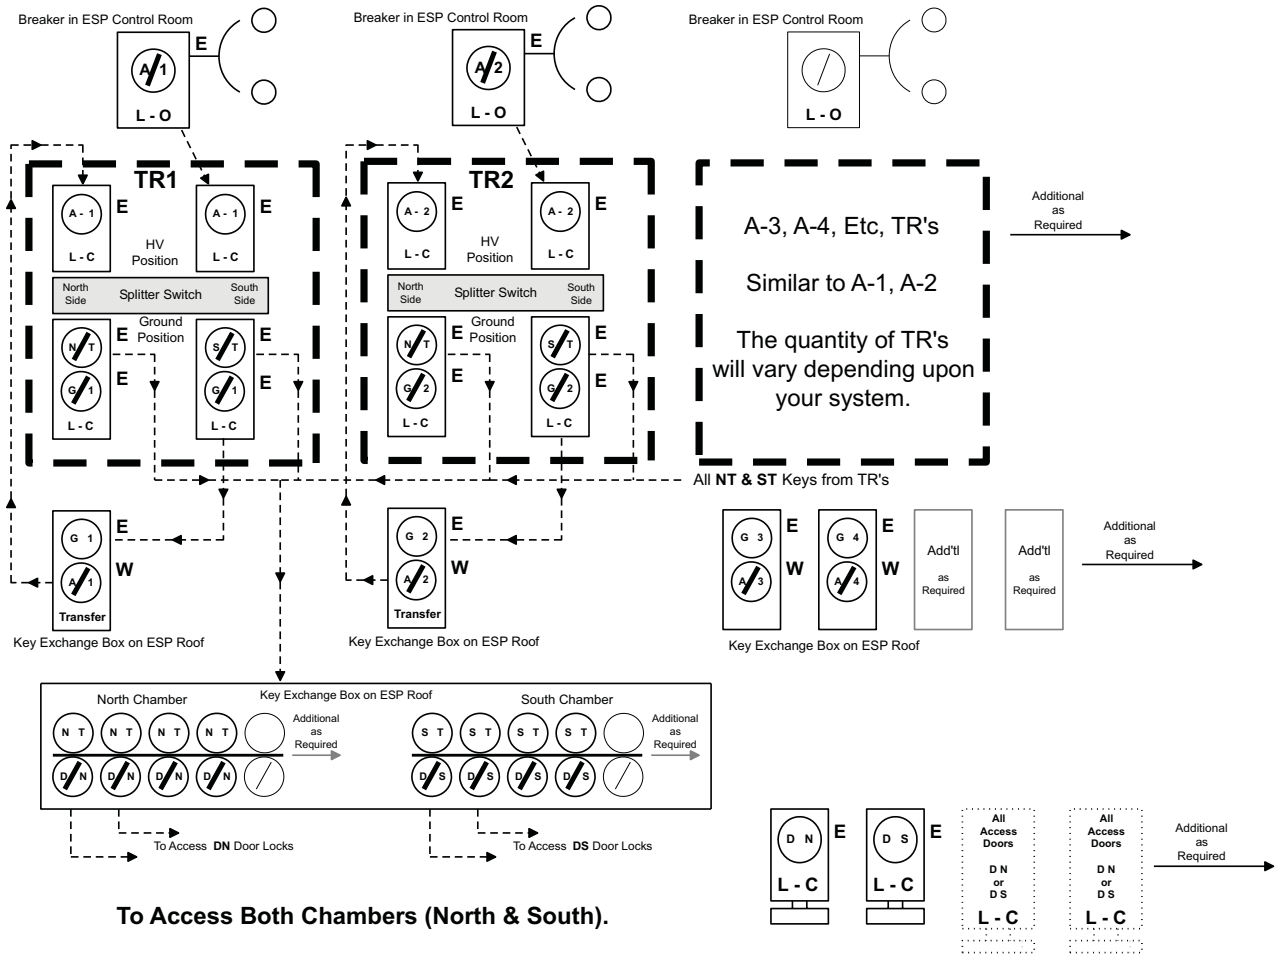 Breaker in ESP Control Room
E
A 1
L - O
Breaker in ESP Control Room
E
A 2
L - O
Breaker in ESP Control Room
L - O
TR1
A - 1
E
L - C
A - 1
E
L - C
HV
Position
North
Side
Splitter Switch
South
Side
Ground
Position
N T
E
G 1
E
L - C
S T
E
G 1
E
L - C
TR2
A - 2
E
L - C
A - 2
E
L - C
HV
Position
North
Side
Splitter Switch
South
Side
Ground
Position
N T
E
G 2
E
L - C
S T
E
G 2
E
L - C
A-3, A-4, Etc, TR's
Similar to A-1, A-2
The quantity of TR's
will vary depending upon
your system.
Additional
as
Required
All NT & ST Keys from TR's
G 1
E
A 1
W
Transfer
Key Exchange Box on ESP Roof
G 2
E
A 2
W
Transfer
Key Exchange Box on ESP Roof
G 3
E
A 3
W
G 4
E
A 4
W
Add'tl
as
Required
Add'tl
as
Required
Additional
as
Required
Key Exchange Box on ESP Roof
Key Exchange Box on ESP Roof
North Chamber
N T N T N T N T
D N D N D N D N
Additional
as
Required
South Chamber
S T S T S T S T
D S D S D S D S
Additional
as
Required
To Access DN Door Locks
To Access DS Door Locks
To Access Both Chambers (North & South).
D N
E
L - C
D S
E
L - C
All
Access
Doors
D N
or
D S
L - C
All
Access
Doors
D N
or
D S
L - C
Additional
as
Required